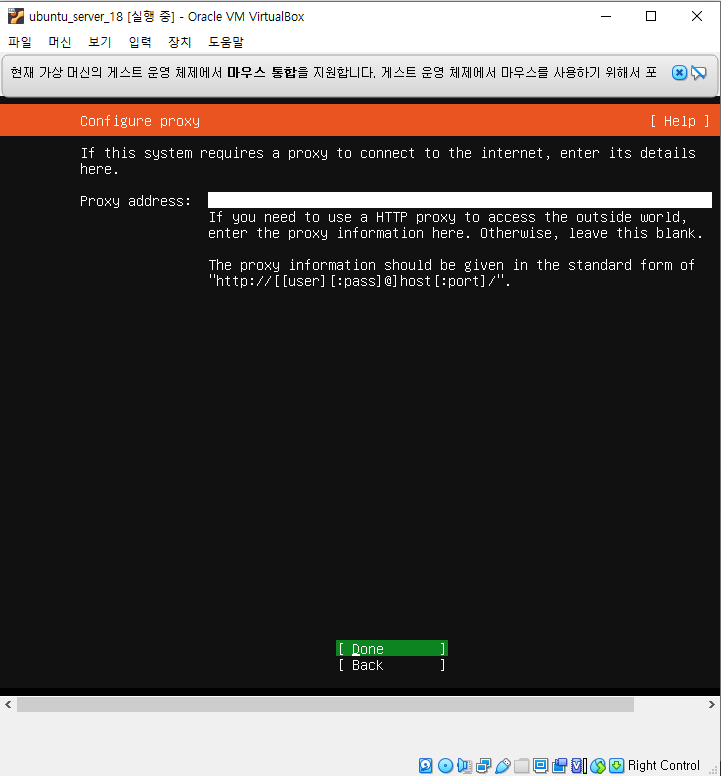 ubuntu_server_18 [실행 중] - Oracle VM VirtualBox
파일 머신 보기 입력 장치 도움말
현재 가상 머신의 게스트 운영 체제에서 마우스 통합을 지원합니다. 게스트 운영 체제에서 마우스를 사용하기 위해서 포
Configure proxy [ Help ]
If this system requires a proxy to connect to the internet, enter its details
here.
Proxy address:
If you need to use a HTTP proxy to access the outside world,
enter the proxy information here. Otherwise, leave this blank.
The proxy information should be given in the standard form of
"http://[[user][:pass]@]host[:port]/".
[ Done ]
[ Back ]
Right Control